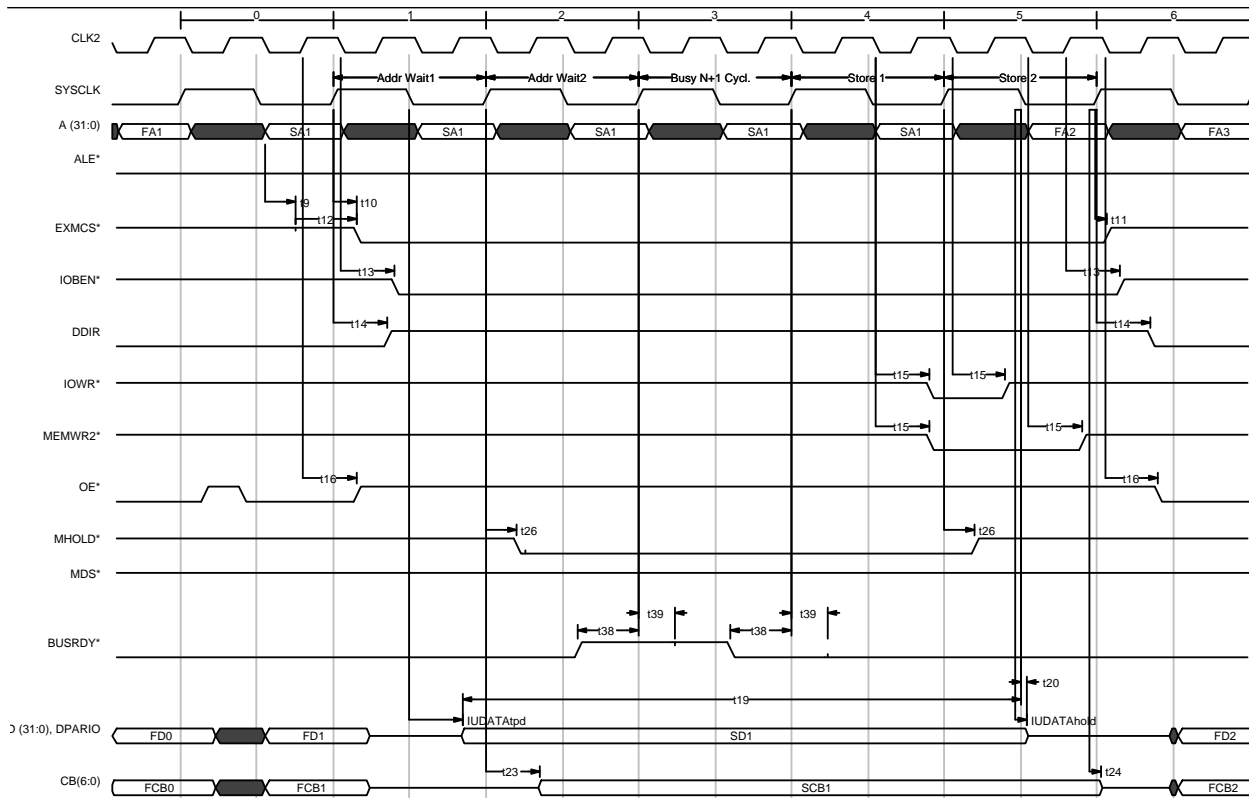 0 1 2 3 4 5 6
CLK2
Addr Wait1 Addr Wait2 Busy N+1 Cycl. Store 1 Store 2
SYSCLK
A (31:0) FA1 SA1 SA1 SA1 SA1 SA1 FA2 FA3
ALE*
t9 t10
t12 t11
EXMCS*
t13 t13
IOBEN*
t14 t14
DDIR
t15 t15
IOWR*
t15 t15
MEMWR2*
t16 t16
OE*
t26 t26
MHOLD*
MDS*
t39 t39
t38 t38
BUSRDY*
t20
t19
IUDATAtpd IUDATAhold
(31:0), DPARIO FD0 FD1 SD1 FD2
t23 t24
CB(6:0) FCB0 FCB1 SCB1 FCB2